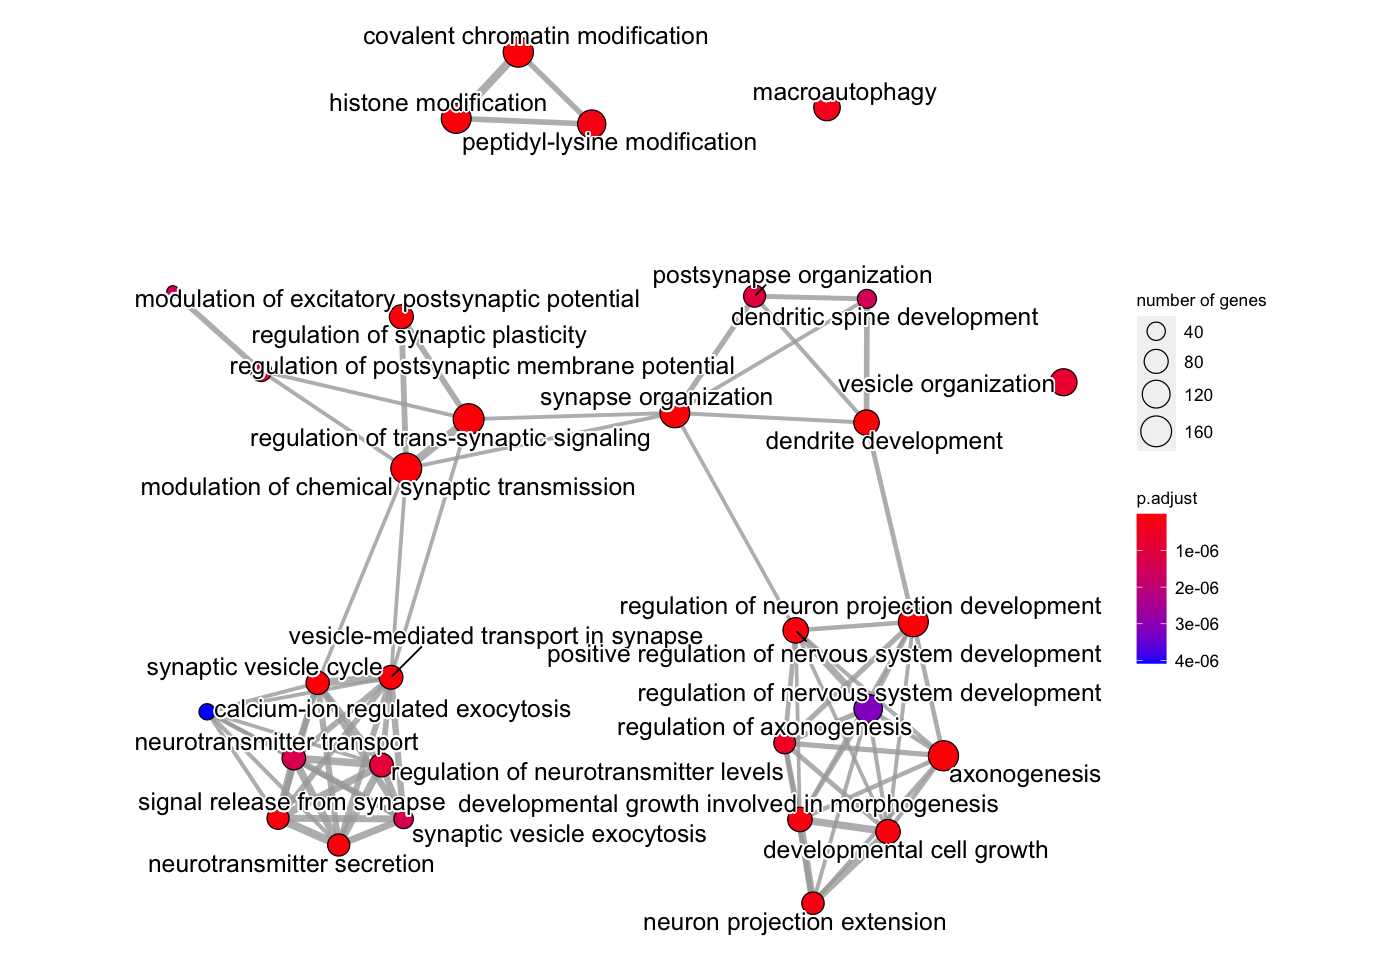 covalent chromatin modification
macroautophagy
histone modification
peptidyl-lysine modification
postsynapse organization
modulation of excitatory postsynaptic potential
dendritic spine development
regulation of synaptic plasticity
regulation of postsynaptic membrane potential
vesicle organization
synapse organization
regulation of trans-synaptic signaling
dendrite development
modulation of chemical synaptic transmission
number of genes
40
80
120
160
p.adjust
1e-06
2e-06
3e-06
4e-06
regulation of neuron projection development
vesicle-mediated transport in synapse
positive regulation of nervous system development
synaptic vesicle cycle
regulation of nervous system development
calcium-ion regulated exocytosis
regulation of axonogenesis
neurotransmitter transport
regulation of neurotransmitter levels
axonogenesis
signal release from synapse
developmental growth involved in morphogenesis
synaptic vesicle exocytosis
developmental cell growth
neurotransmitter secretion
neuron projection extension